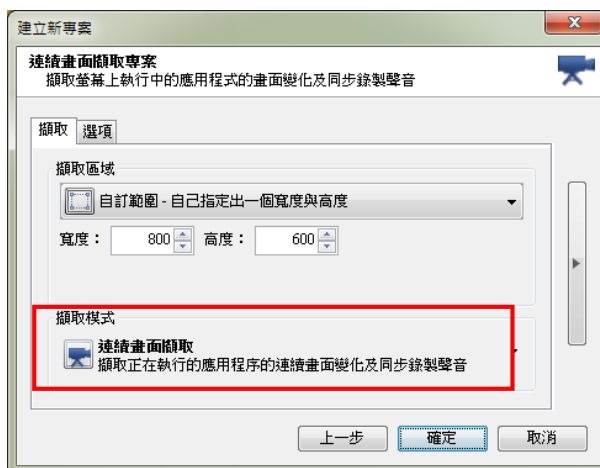 建立新專案
連續畫面擷取專案
擷取螢幕上執行中的應用程式的畫面變化及同步錄製聲音
擷取 選項
擷取區域
自訂範圍 - 自己指定出一個寬度與高度
寬度： 800 高度： 600
擷取模式
連續畫面擷取
擷取正在執行的應用程序的連續畫面變化及同步錄製聲音
上一步 確定 取消